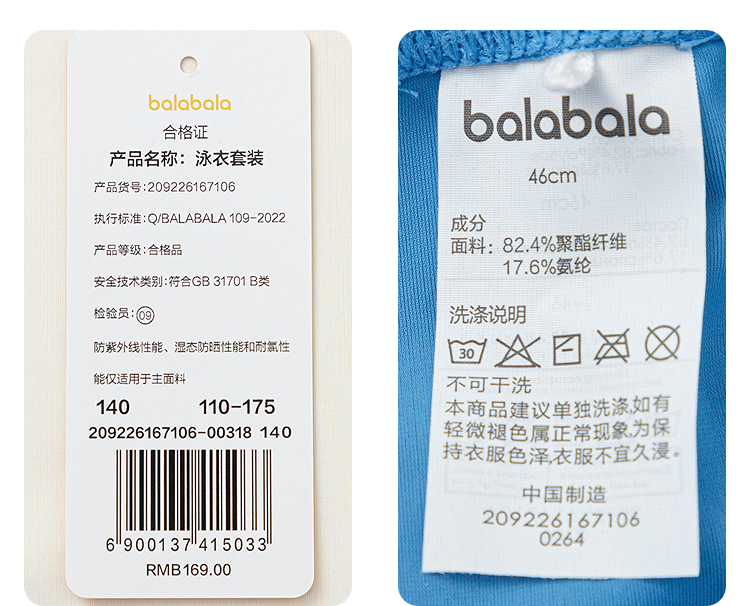 balabala
合格证
产品名称：泳衣套装
产品货号:209226167106
执行标准:Q/BALABALA 109-2022
产品等级:合格品
安全技术类别:符合GB 31701 B类
检验员:09
防紫外线性能、湿态防晒性能和耐氯性
能仅适用于主面料
140 110-175
209226167106-00318 140
6 900137 415033
RMB169.00
balabala
46cm
成分
面料：82.4%聚酯纤维
17.6%氨纶
洗涤说明
30
不可干洗
本商品建议单独洗涤,如有
轻微褪色属正常现象,为保
持衣服色泽,衣服不宜久浸。
中国制造
209226167106
0264